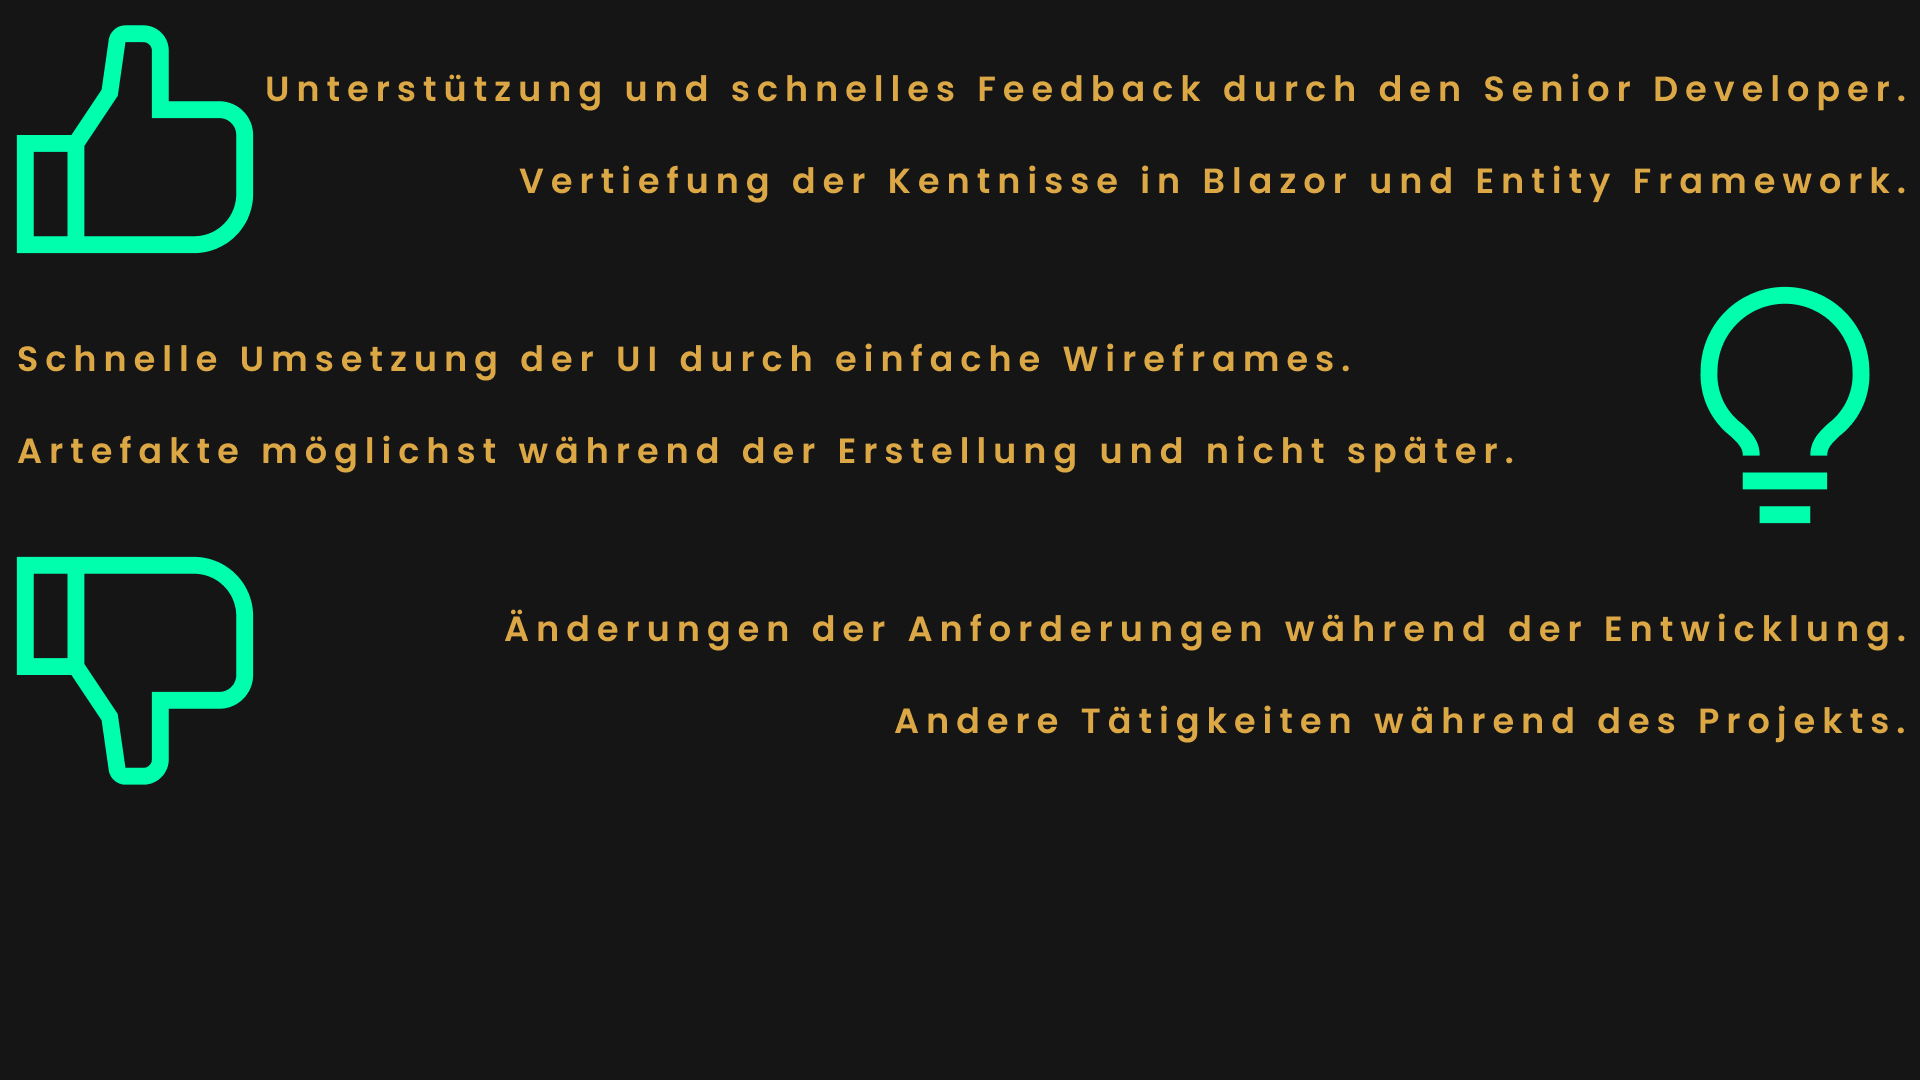 Unterstützung und schnelles Feedback durch den Senior Developer.
Vertiefung der Kentnisse in Blazor und Entity Framework.
Schnelle Umsetzung der UI durch einfache Wireframes.
Artefakte möglichst während der Erstellung und nicht später.
Änderungen der Anforderungen während der Entwicklung.
Andere Tätigkeiten während des Projekts.